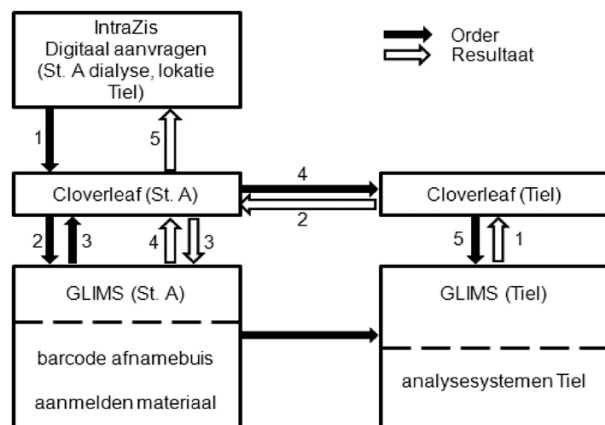 IntraZis
Digitaal aanvragen
(St. A dialyse, lokatie
Tiel)
Order
Resultaat
1
5
Cloverleaf (St. A)
4
2
Cloverleaf (Tiel)
2
3
4
3
5
1
GLIMS (St. A)
barcode afnamebuis
aanmelden materiaal
GLIMS (Tiel)
analysesystemen Tiel